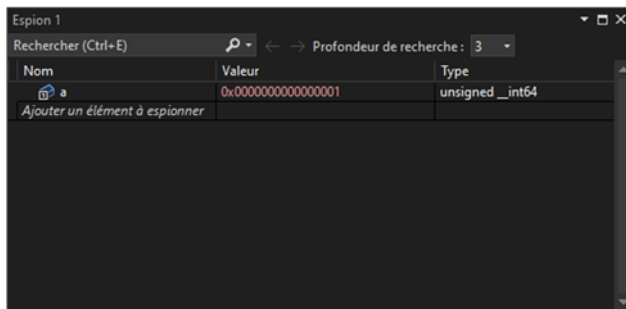 Espion 1
Rechercher (Ctrl+E) Profondeur de recherche : 3
Nom Valeur Type
a 0x0000000000000001 unsigned __int64
Ajouter un élément à espionner